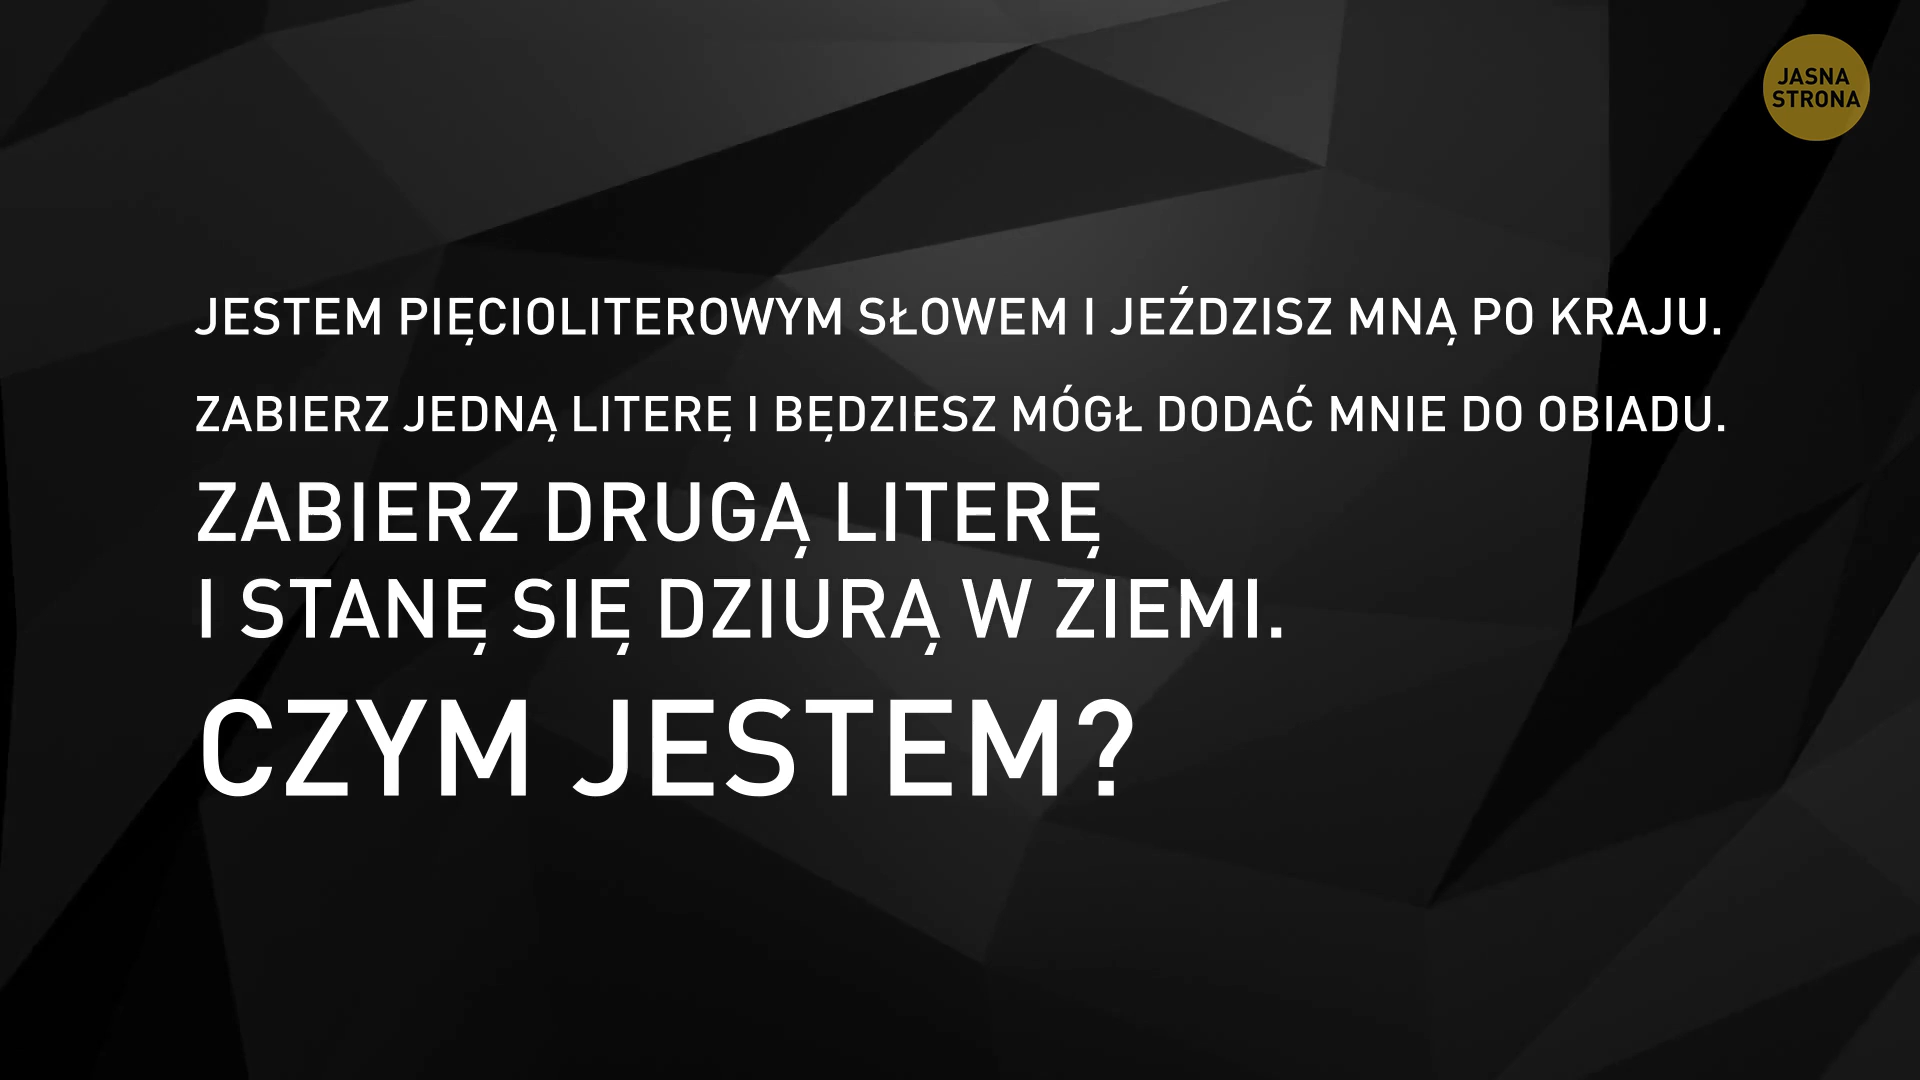 JASNA
STRONA
JESTEM PIĘCIOLITEROWYM SŁOWEM I JEŹDZISZ MNĄ PO KRAJU.
ZABIERZ JEDNĄ LITERĘ I BĘDZIESZ MÓGŁ DODAĆ MNIE DO OBIADU.
ZABIERZ DRUGĄ LITERĘ
I STANĘ SIĘ DZIURĄ W ZIEMI.
CZYM JESTEM?